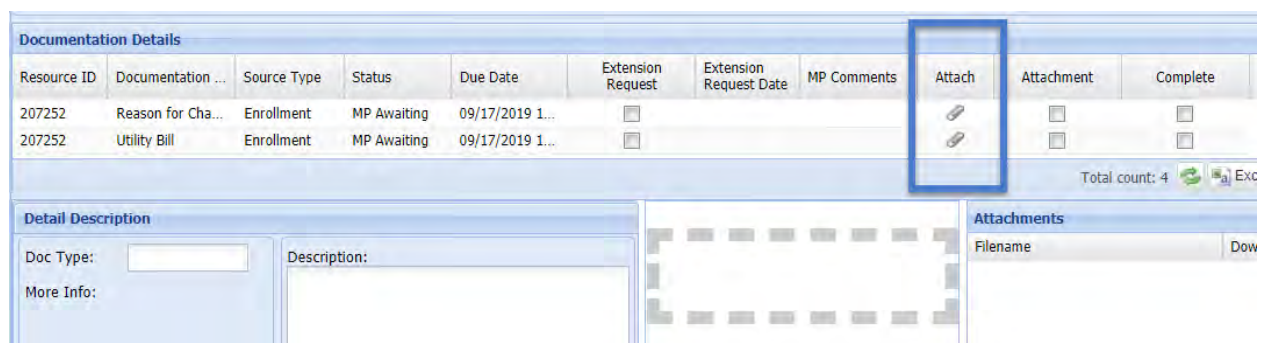 Documentation Details
Resource ID Documentation ... Source Type Status Due Date Extension Request Extension Request Date MP Comments Attach Attachment Complete
207252 Reason for Cha... Enrollment MP Awaiting 09/17/2019 1...
207252 Utility Bill Enrollment MP Awaiting 09/17/2019 1...
Total count: 4 Exc
Detail Description
Attachments
Doc Type:
Description:
Filename Dow
More Info: